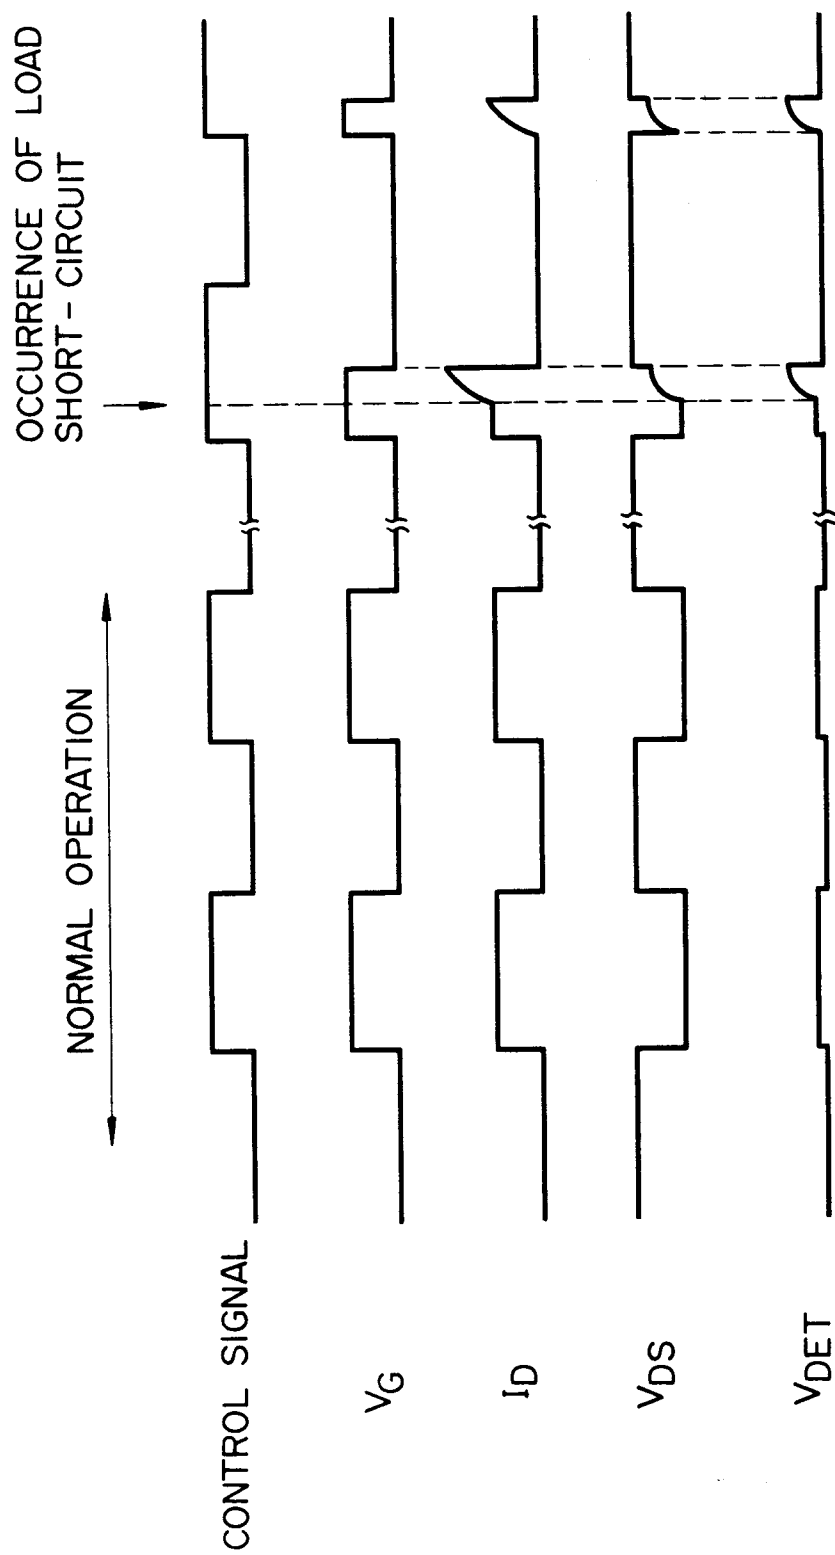 NORMAL OPERATION
OCCURRENCE OF LOAD
SHORT-CIRCUIT
CONTROL SIGNAL
VG
ID
VDS
VDET